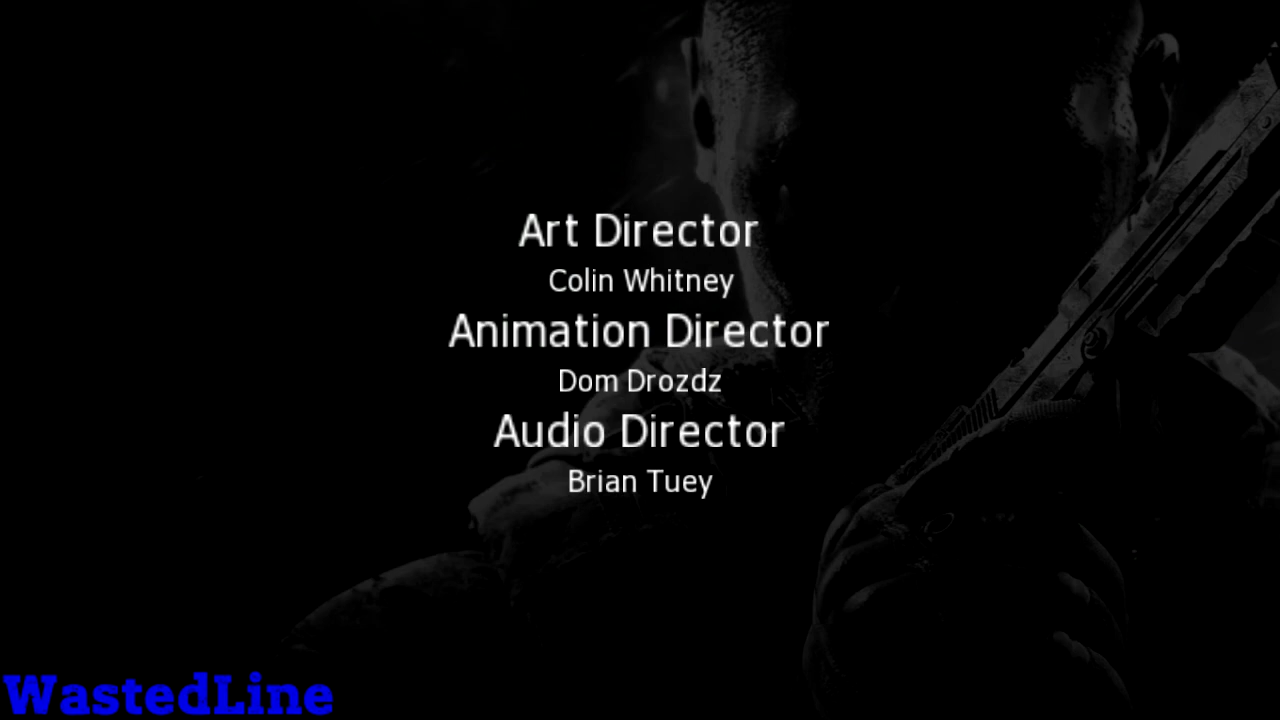 Art Director
Colin Whitney
Animation Director
Dom Drozdz
Audio Director
Brian Tuey
WastedLine